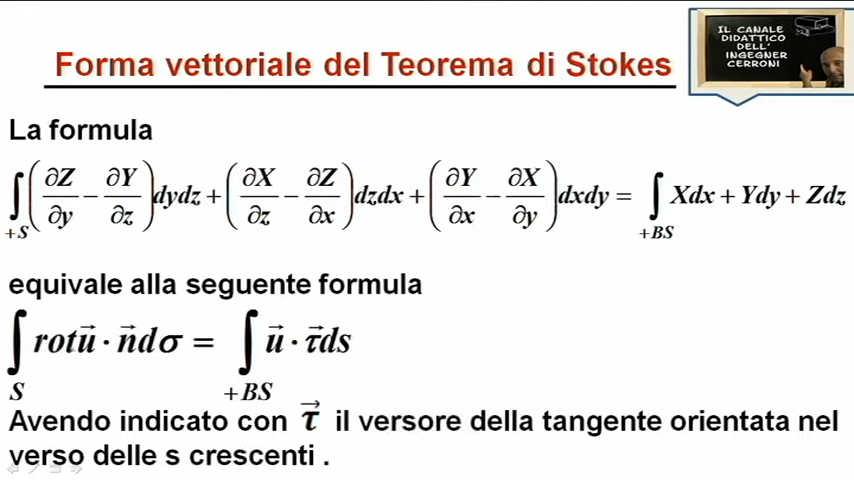 IL CANALE
DIDATTICO
DELL'
INGEGNER
CERRONI
Forma vettoriale del Teorema di Stokes
La formula
∫₊S (∂Z/∂y − ∂Y/∂z) dydz + (∂X/∂z − ∂Z/∂x) dzdx + (∂Y/∂x − ∂X/∂y) dxdy = ∫₊BS Xdx + Ydy + Zdz
equivale alla seguente formula
∫S rot u⃗ · n⃗ dσ = ∫₊BS u⃗ · τ⃗ ds
Avendo indicato con τ⃗ il versore della tangente orientata nel
verso delle s crescenti .